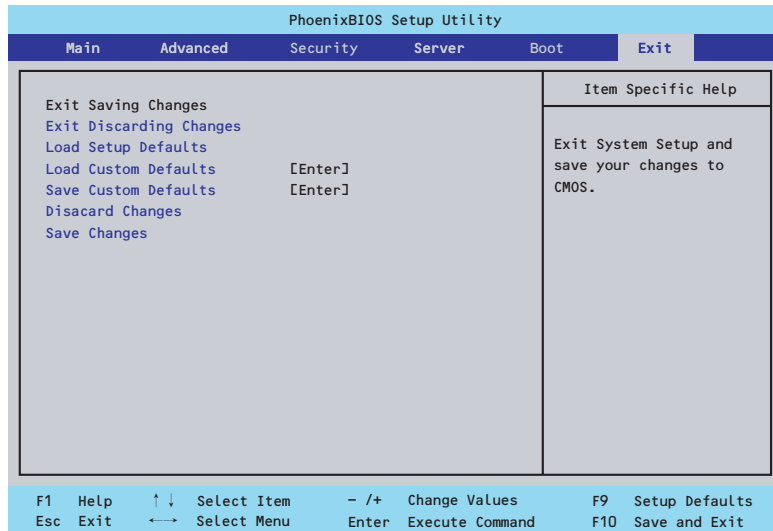 PhoenixBIOS Setup Utility
Main Advanced Security Server Boot Exit
Exit Saving Changes
Exit Discarding Changes
Load Setup Defaults
Load Custom Defaults [Enter]
Save Custom Defaults [Enter]
Disacard Changes
Save Changes
Item Specific Help
Exit System Setup and
save your changes to
CMOS.
F1 Help ↑↓ Select Item - /+ Change Values F9 Setup Defaults
Esc Exit ←→ Select Menu Enter Execute Command F10 Save and Exit